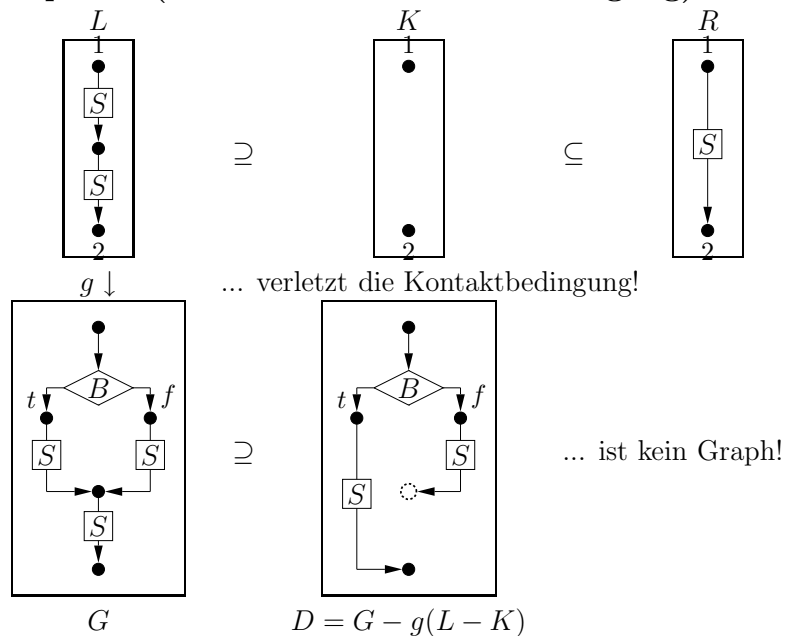 L K R
1 1 1
S
⊇ ⊆ S
S
2 2 2
g ↓ ... verletzt die Kontaktbedingung!
B B
t f t f
S S ⊇ S ... ist kein Graph!
S
S
G D = G − g(L − K)